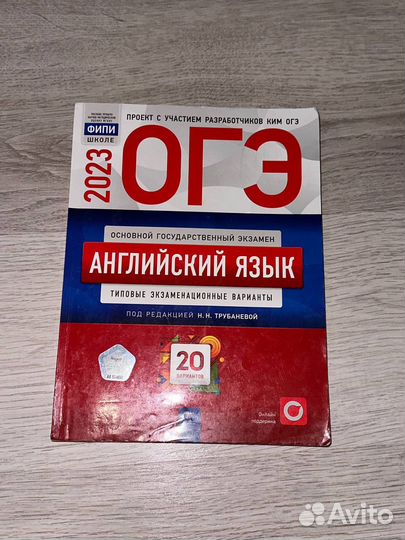 ПРОЕКТ С УЧАСТИЕМ РАЗРАБОТЧИКОВ КИМ ОГЭ
ФИПИ
ШКОЛЕ
2023
ОГЭ
ОСНОВНОЙ ГОСУДАРСТВЕННЫЙ ЭКЗАМЕН
АНГЛИЙСКИЙ ЯЗЫК
ТИПОВЫЕ ЭКЗАМЕНАЦИОННЫЕ ВАРИАНТЫ
ПОД РЕДАКЦИЕЙ Н.Н. ТРУБАНЕВОЙ
20
ВАРИАНТОВ
Онлайн
поддержка
Avito